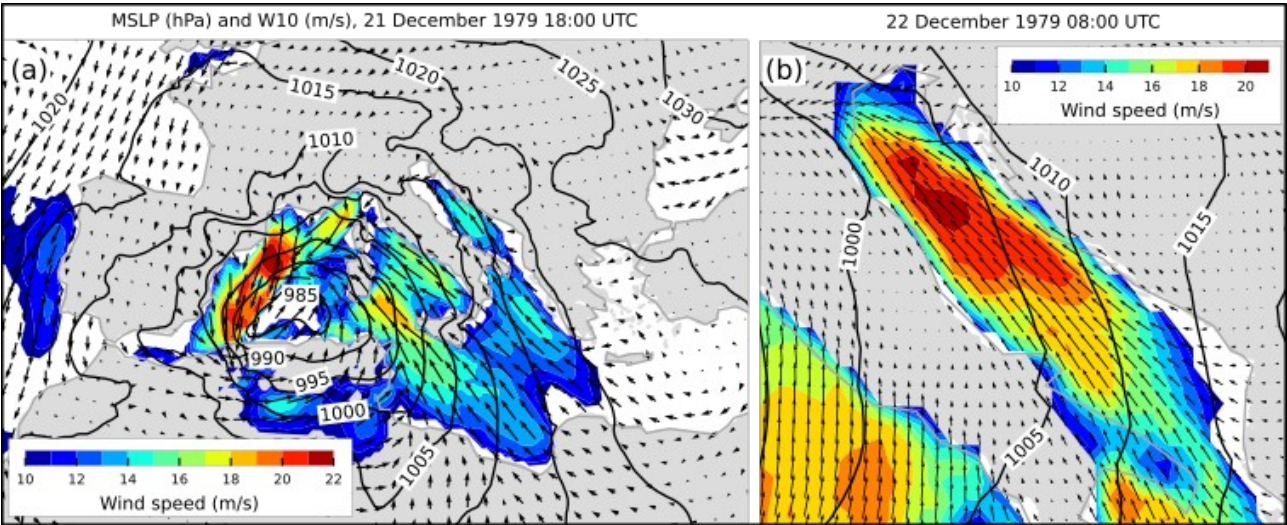 MSLP (hPa) and W10 (m/s), 21 December 1979 18:00 UTC
(a)
1020
1015
1020
1025
1030
1010
985
990
995
1000
1005
10 12 14 16 18 20 22
Wind speed (m/s)
22 December 1979 08:00 UTC
(b)
10 12 14 16 18 20
Wind speed (m/s)
1010
1015
1000
1005